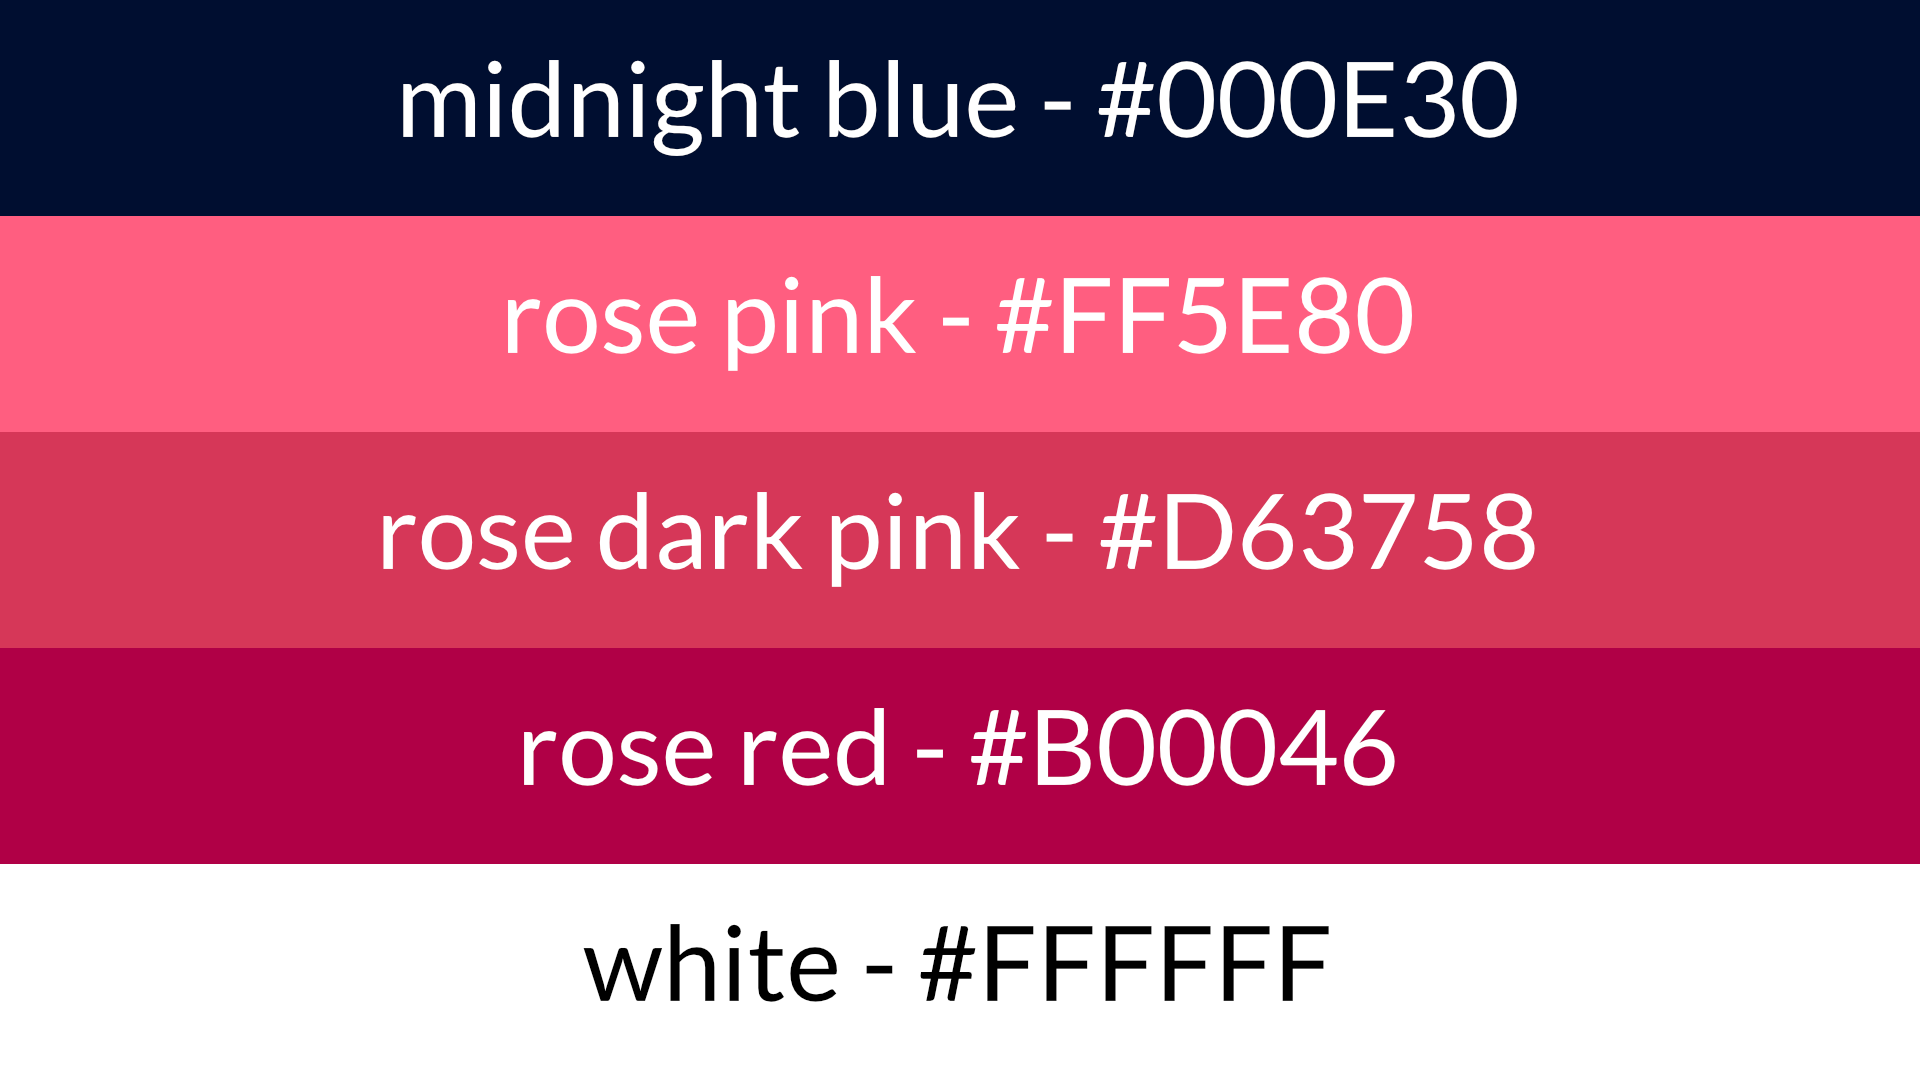 midnight blue - #000E30
rose pink - #FF5E80
rose dark pink - #D63758
rose red - #B00046
white - #FFFFFF